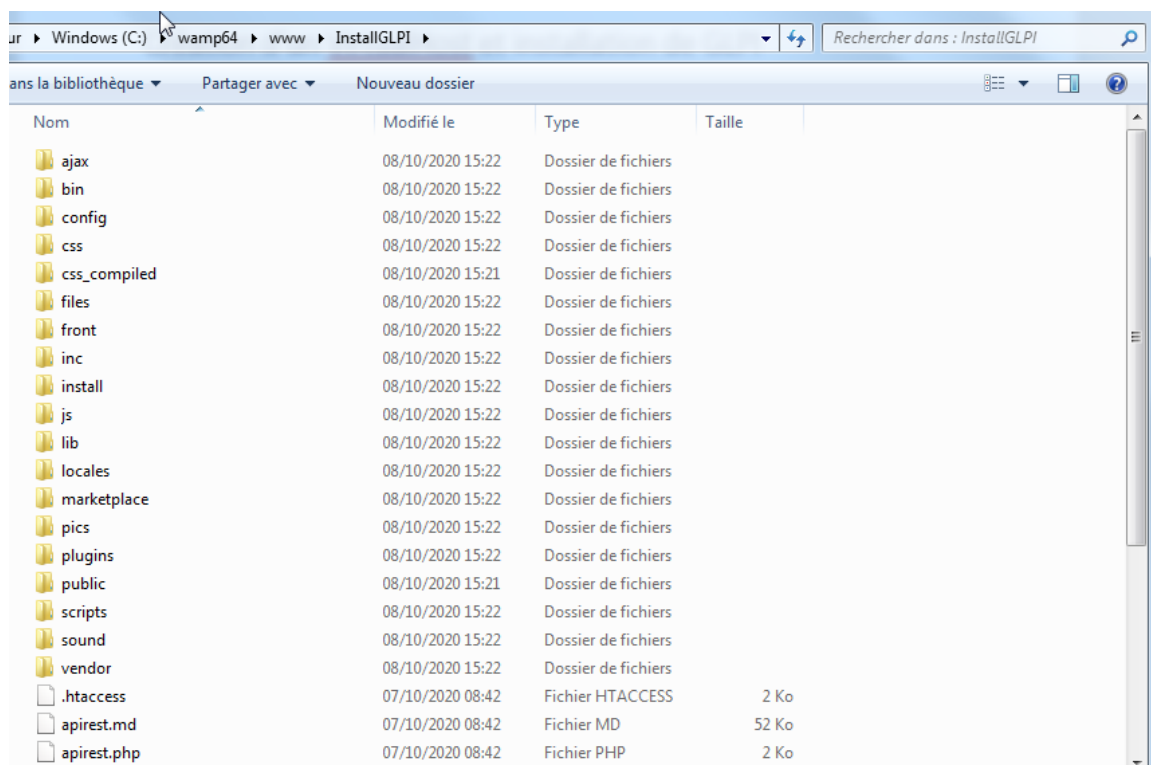 ur ▸ Windows (C:) ▸ wamp64 ▸ www ▸ InstallGLPI ▸ Rechercher dans : InstallGLPI
ans la bibliothèque Partager avec Nouveau dossier
Nom Modifié le Type Taille
ajax 08/10/2020 15:22 Dossier de fichiers
bin 08/10/2020 15:22 Dossier de fichiers
config 08/10/2020 15:22 Dossier de fichiers
css 08/10/2020 15:22 Dossier de fichiers
css_compiled 08/10/2020 15:21 Dossier de fichiers
files 08/10/2020 15:22 Dossier de fichiers
front 08/10/2020 15:22 Dossier de fichiers
inc 08/10/2020 15:22 Dossier de fichiers
install 08/10/2020 15:22 Dossier de fichiers
js 08/10/2020 15:22 Dossier de fichiers
lib 08/10/2020 15:22 Dossier de fichiers
locales 08/10/2020 15:22 Dossier de fichiers
marketplace 08/10/2020 15:22 Dossier de fichiers
pics 08/10/2020 15:22 Dossier de fichiers
plugins 08/10/2020 15:22 Dossier de fichiers
public 08/10/2020 15:21 Dossier de fichiers
scripts 08/10/2020 15:22 Dossier de fichiers
sound 08/10/2020 15:22 Dossier de fichiers
vendor 08/10/2020 15:22 Dossier de fichiers
.htaccess 07/10/2020 08:42 Fichier HTACCESS 2 Ko
apirest.md 07/10/2020 08:42 Fichier MD 52 Ko
apirest.php 07/10/2020 08:42 Fichier PHP 2 Ko